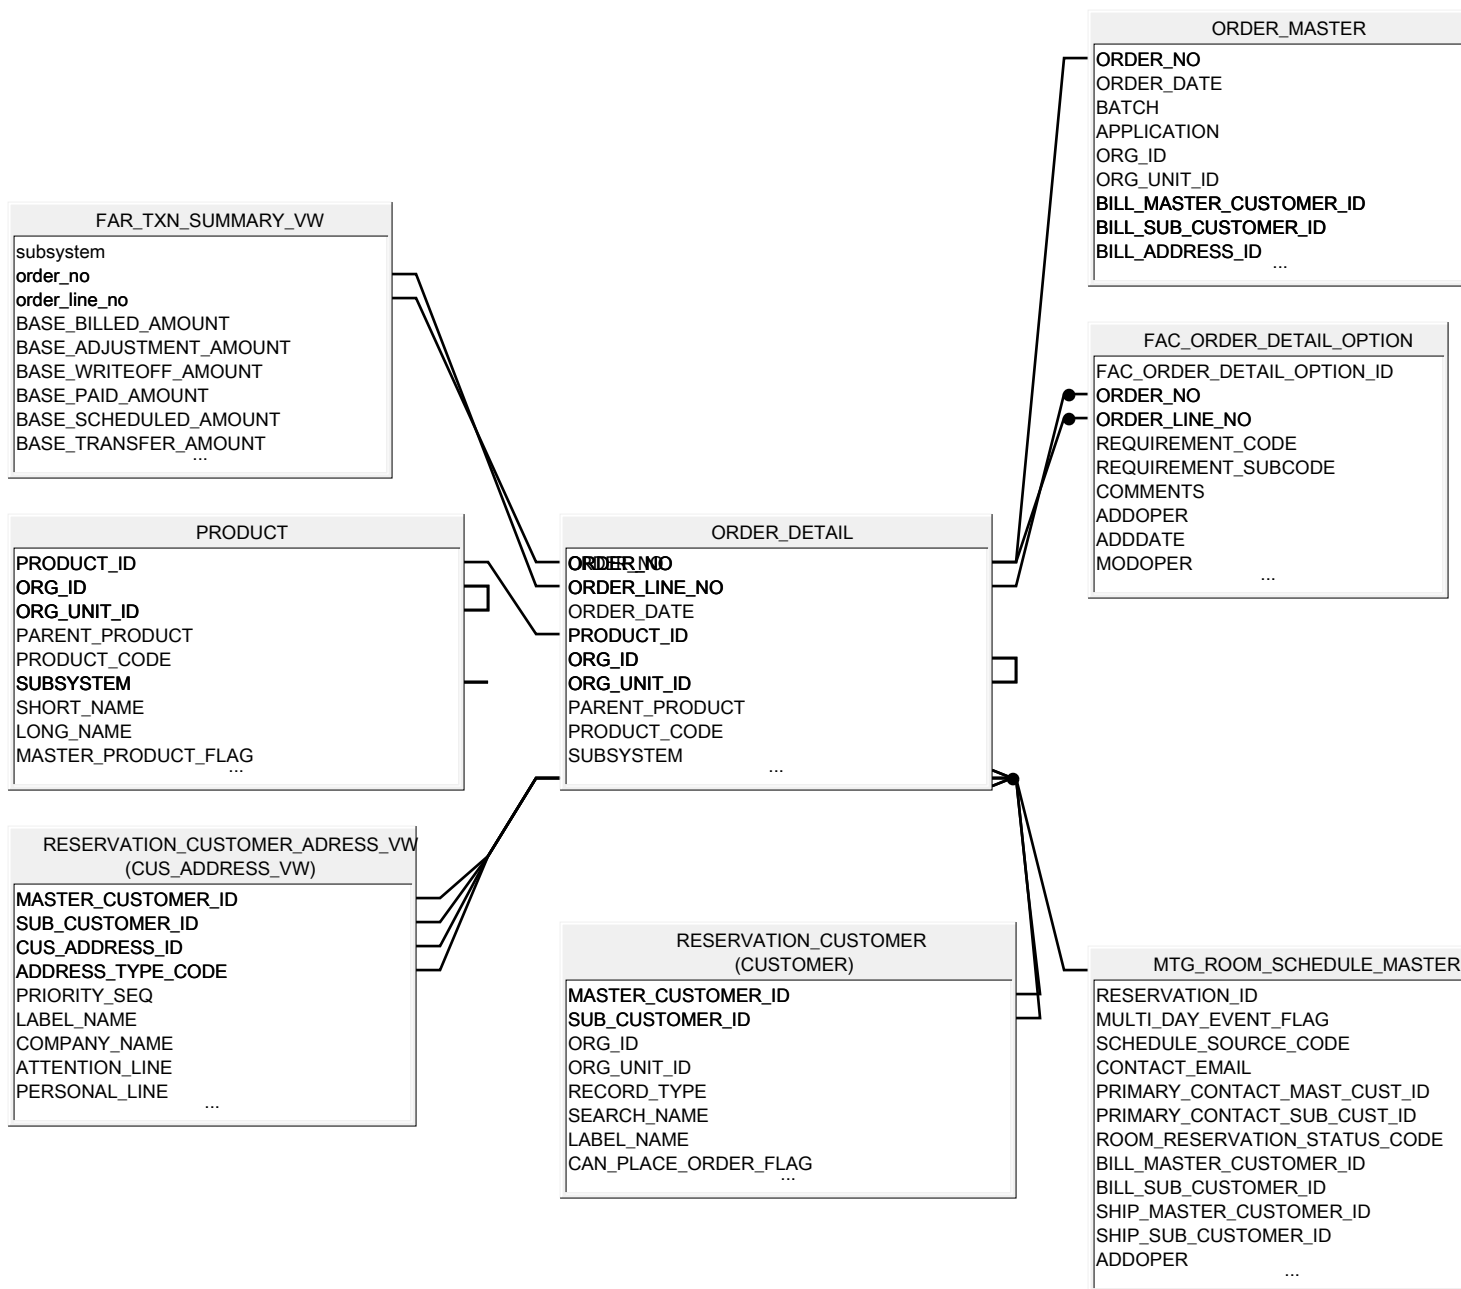 ORDER_MASTER
ORDER_NO
ORDER_DATE
BATCH
APPLICATION
ORG_ID
ORG_UNIT_ID
BILL_MASTER_CUSTOMER_ID
BILL_SUB_CUSTOMER_ID
BILL_ADDRESS_ID
...
FAR_TXN_SUMMARY_VW
subsystem
order_no
order_line_no
BASE_BILLED_AMOUNT
BASE_ADJUSTMENT_AMOUNT
BASE_WRITEOFF_AMOUNT
BASE_PAID_AMOUNT
BASE_SCHEDULED_AMOUNT
BASE_TRANSFER_AMOUNT
...
FAC_ORDER_DETAIL_OPTION
FAC_ORDER_DETAIL_OPTION_ID
ORDER_NO
ORDER_LINE_NO
REQUIREMENT_CODE
REQUIREMENT_SUBCODE
COMMENTS
ADDOPER
ADDDATE
MODOPER
...
PRODUCT
PRODUCT_ID
ORG_ID
ORG_UNIT_ID
PARENT_PRODUCT
PRODUCT_CODE
SUBSYSTEM
SHORT_NAME
LONG_NAME
MASTER_PRODUCT_FLAG
...
ORDER_DETAIL
ORDER_NO
ORDER_LINE_NO
ORDER_DATE
PRODUCT_ID
ORG_ID
ORG_UNIT_ID
PARENT_PRODUCT
PRODUCT_CODE
SUBSYSTEM
...
RESERVATION_CUSTOMER_ADRESS_VW
(CUS_ADDRESS_VW)
MASTER_CUSTOMER_ID
SUB_CUSTOMER_ID
CUS_ADDRESS_ID
ADDRESS_TYPE_CODE
PRIORITY_SEQ
LABEL_NAME
COMPANY_NAME
ATTENTION_LINE
PERSONAL_LINE
...
RESERVATION_CUSTOMER
(CUSTOMER)
MASTER_CUSTOMER_ID
SUB_CUSTOMER_ID
ORG_ID
ORG_UNIT_ID
RECORD_TYPE
SEARCH_NAME
LABEL_NAME
CAN_PLACE_ORDER_FLAG
...
MTG_ROOM_SCHEDULE_MASTER
RESERVATION_ID
MULTI_DAY_EVENT_FLAG
SCHEDULE_SOURCE_CODE
CONTACT_EMAIL
PRIMARY_CONTACT_MAST_CUST_ID
PRIMARY_CONTACT_SUB_CUST_ID
ROOM_RESERVATION_STATUS_CODE
BILL_MASTER_CUSTOMER_ID
BILL_SUB_CUSTOMER_ID
SHIP_MASTER_CUSTOMER_ID
SHIP_SUB_CUSTOMER_ID
ADDOPER
...